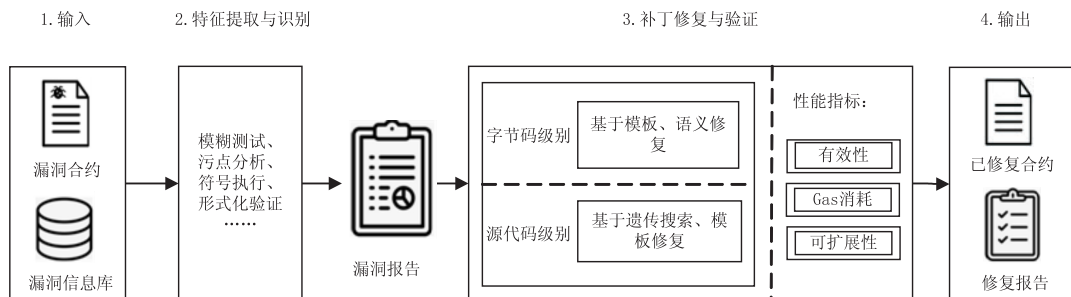 1.输入
2.特征提取与识别
3.补丁修复与验证
4.输出
漏洞合约
漏洞信息库
模糊测试、
污点分析、
符号执行、
形式化验证
……
漏洞报告
字节码级别
基于模板、语义修
复
源代码级别
基于遗传搜索、模
板修复
性能指标：
有效性
Gas消耗
可扩展性
已修复合约
修复报告